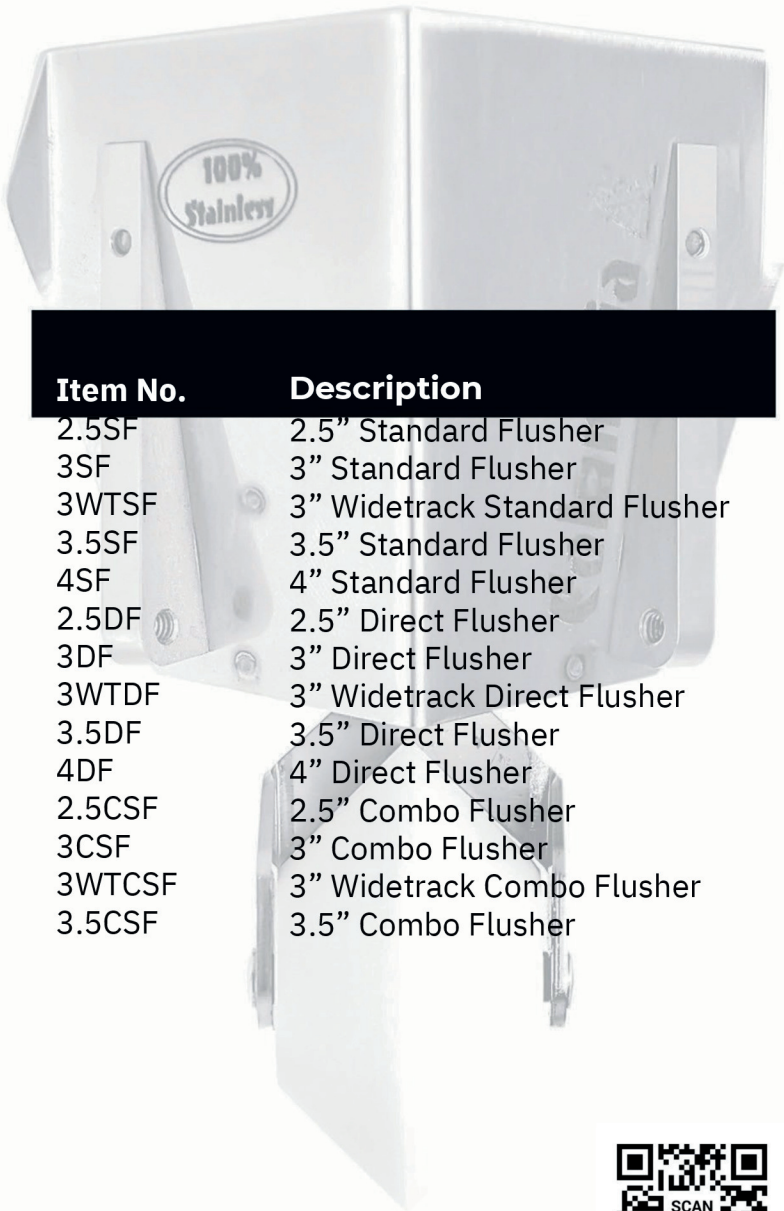 100%
Stainless
Item No. Description
2.5SF 2.5” Standard Flusher
3SF 3” Standard Flusher
3WTSF 3” Widetrack Standard Flusher
3.5SF 3.5” Standard Flusher
4SF 4” Standard Flusher
2.5DF 2.5” Direct Flusher
3DF 3” Direct Flusher
3WTDF 3” Widetrack Direct Flusher
3.5DF 3.5” Direct Flusher
4DF 4” Direct Flusher
2.5CSF 2.5” Combo Flusher
3CSF 3” Combo Flusher
3WTCSF 3” Widetrack Combo Flusher
3.5CSF 3.5” Combo Flusher
SCAN